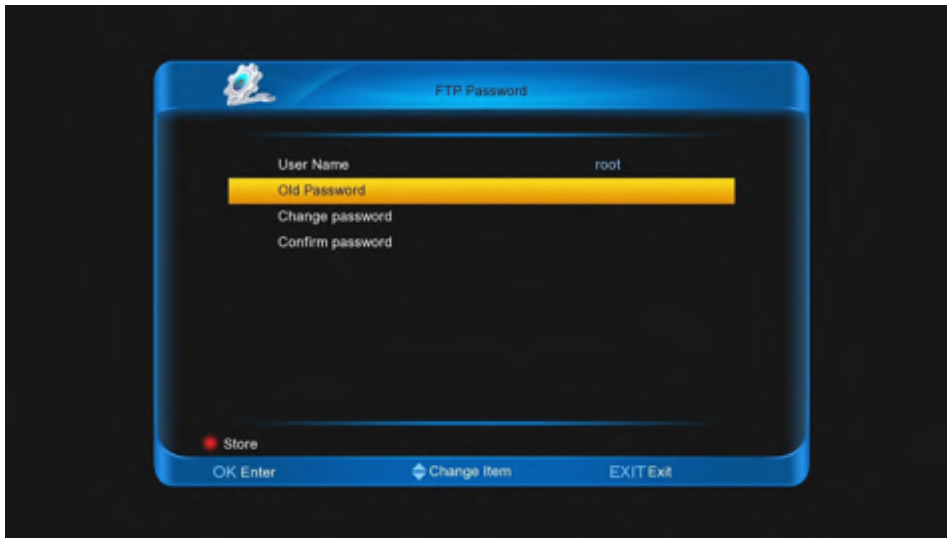 FTP Password
User Name root
Old Password
Change password
Confirm password
Store
OK Enter Change Item EXIT Exit